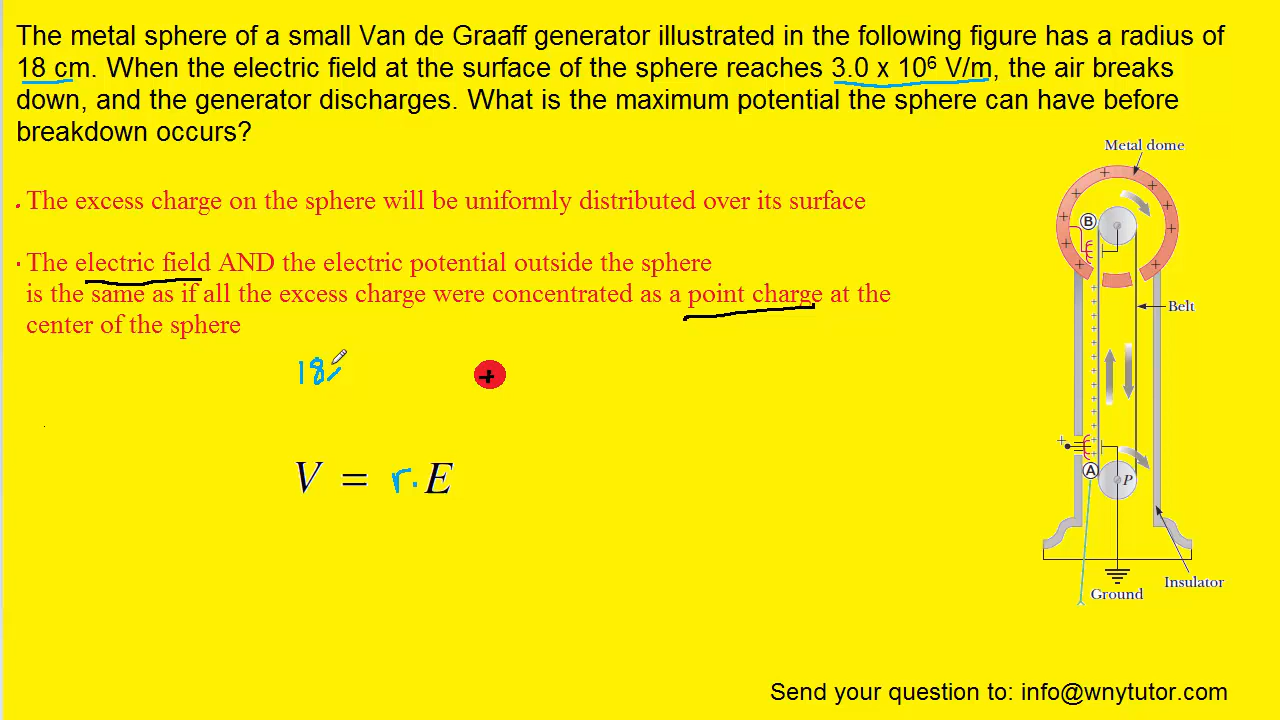 The metal sphere of a small Van de Graaff generator illustrated in the following figure has a radius of
18 cm. When the electric field at the surface of the sphere reaches 3.0 x 10⁶ V/m, the air breaks
down, and the generator discharges. What is the maximum potential the sphere can have before
breakdown occurs?
Metal dome
. The excess charge on the sphere will be uniformly distributed over its surface
B
. The electric field AND the electric potential outside the sphere
is the same as if all the excess charge were concentrated as a point charge at the
center of the sphere
Belt
18
+
V = r · E
+
A
P
Insulator
Ground
Send your question to: info@wnytutor.com